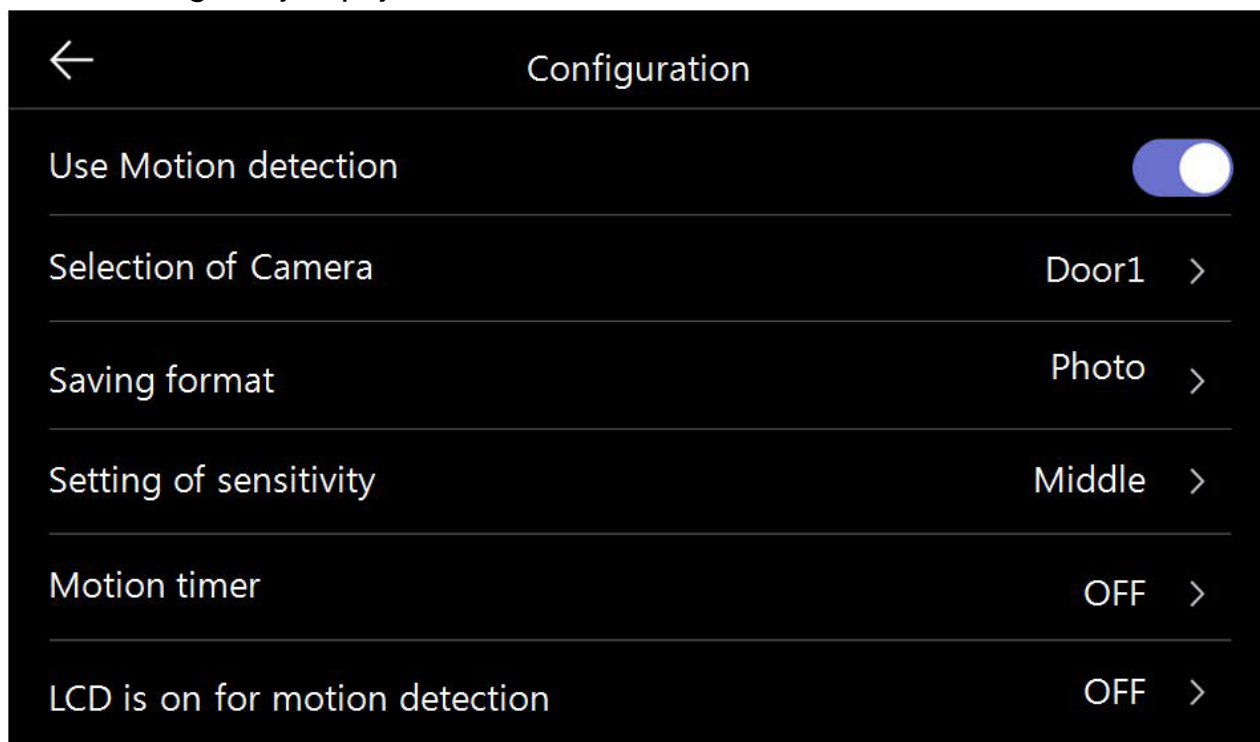 Configuration
Use Motion detection
Selection of Camera Door1 >
Saving format Photo >
Setting of sensitivity Middle >
Motion timer OFF >
LCD is on for motion detection OFF >